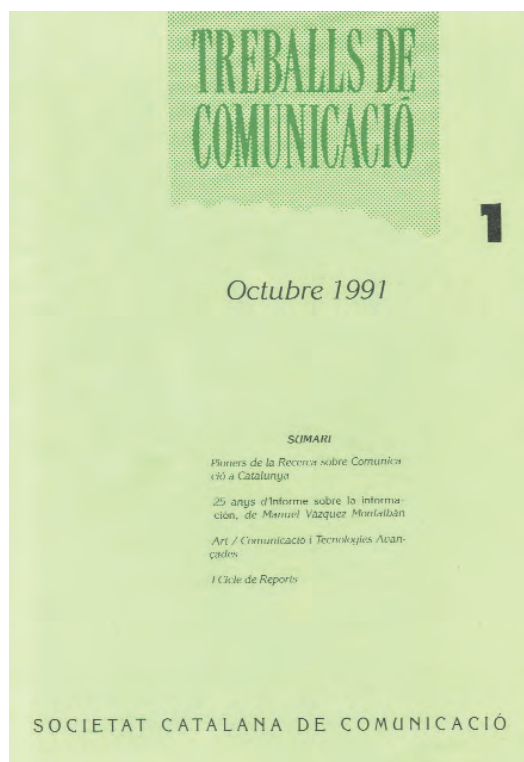 TREBALLS DE
COMUNICACIÓ
1
Octubre 1991
SUMARI
Pioners de la Recerca sobre Comunica
ció a Catalunya
25 anys d'Informe sobre la informa-
ción, de Manuel Vázquez Montalbán
Art / Comunicació i Tecnologies Avan-
çades
I Cicle de Reports
SOCIETAT CATALANA DE COMUNICACIÓ